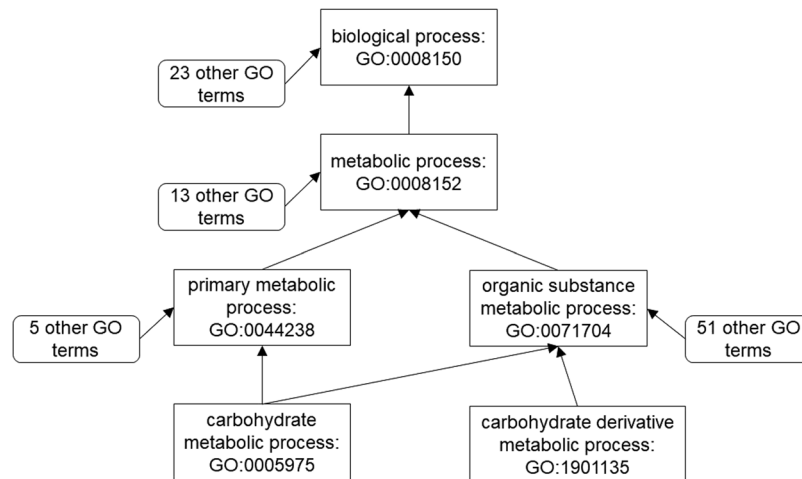 biological process:
GO:0008150
23 other GO
terms
metabolic process:
GO:0008152
13 other GO
terms
primary metabolic
process:
GO:0044238
organic substance
metabolic process:
GO:0071704
5 other GO
terms
51 other GO
terms
carbohydrate
metabolic process:
GO:0005975
carbohydrate derivative
metabolic process:
GO:1901135